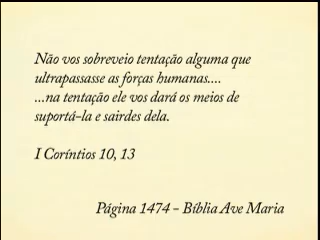 Não vos sobreveio tentação alguma que
ultrapassasse as forças humanas....
...na tentação ele vos dará os meios de
suportá-la e sairdes dela.
I Coríntios 10, 13
Página 1474 - Bíblia Ave Maria